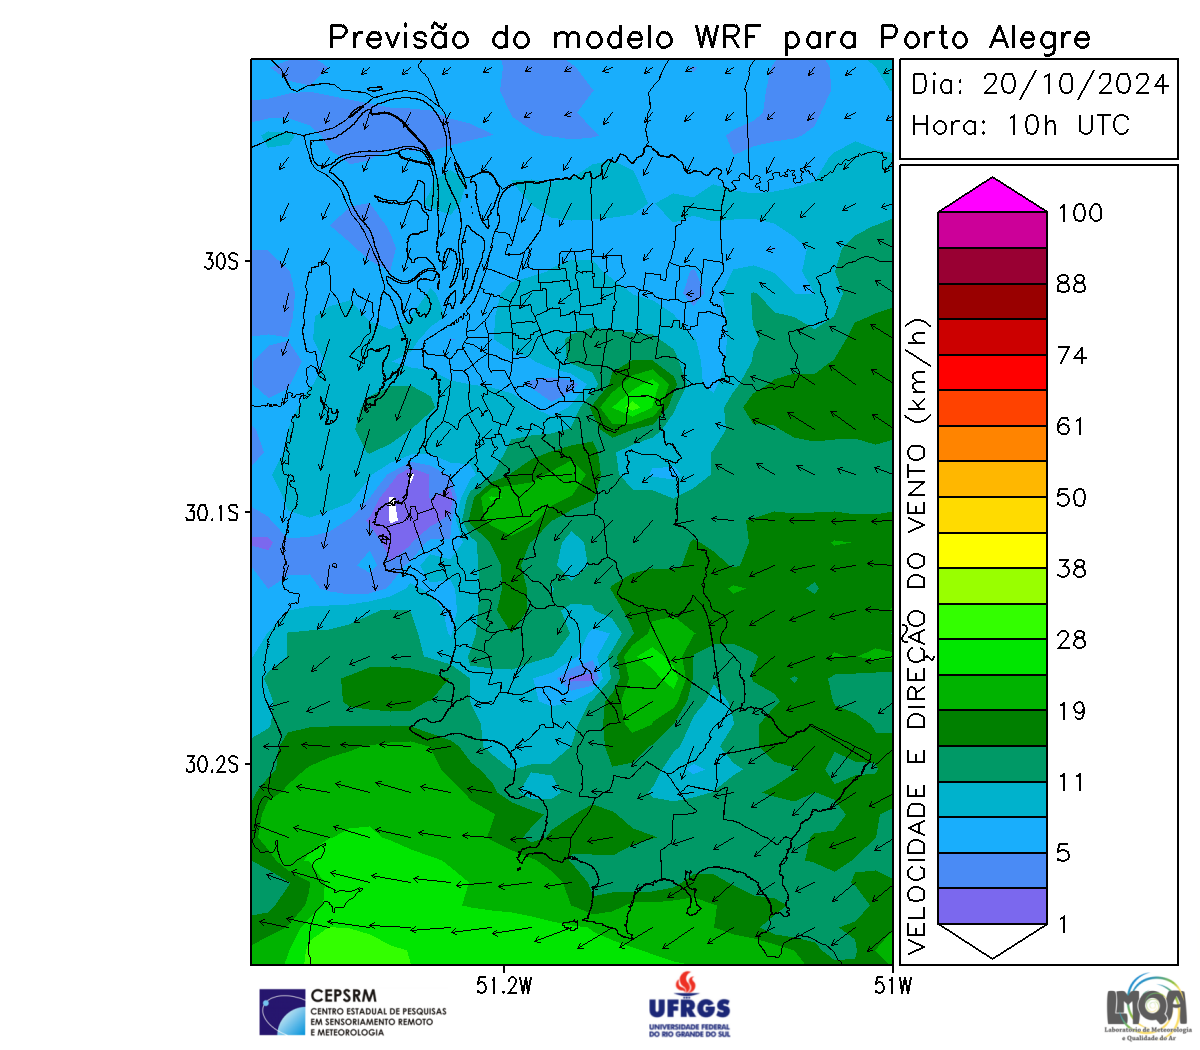 Previsão do modelo WRF para Porto Alegre
Dia: 20/10/2024
Hora: 10h UTC
30S
30.1S
30.2S
51.2W
51W
VELOCIDADE E DIREÇÃO DO VENTO (km/h)
100
88
74
61
50
38
28
19
11
5
1
CEPSRM
CENTRO ESTADUAL DE PESQUISAS
EM SENSORIAMENTO REMOTO
E METEOROLOGIA
UFRGS
UNIVERSIDADE FEDERAL
DO RIO GRANDE DO SUL
LMQA
Laboratório de Meteorologia
e Qualidade do Ar